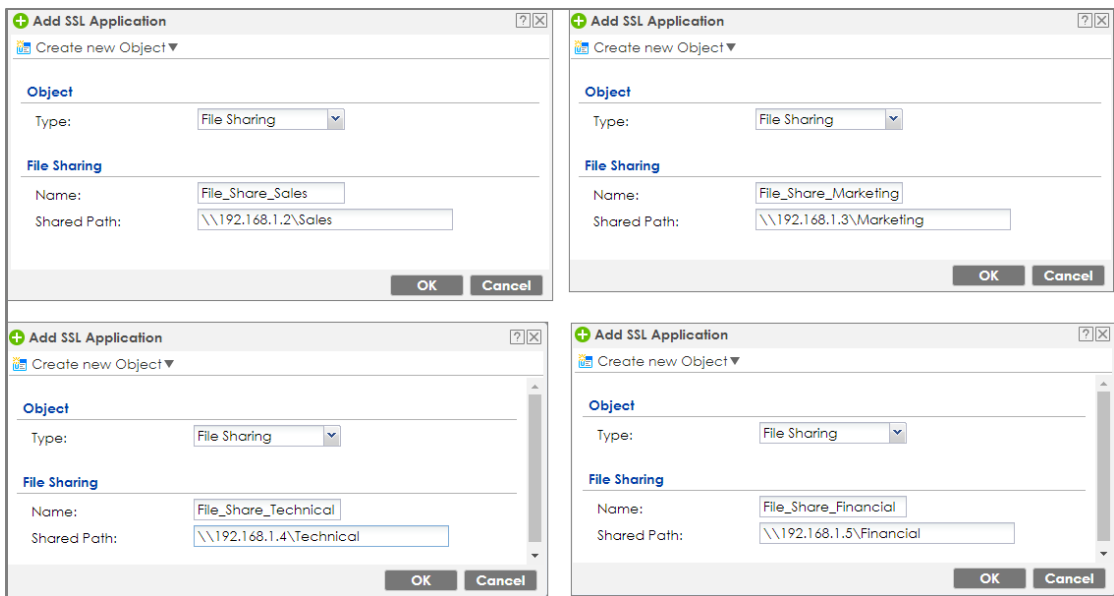 Add SSL Application
Create new Object
Object
Type: File Sharing
File Sharing
Name: File_Share_Sales
Shared Path: \\192.168.1.2\Sales
OK Cancel
Add SSL Application
Create new Object
Object
Type: File Sharing
File Sharing
Name: File_Share_Marketing
Shared Path: \\192.168.1.3\Marketing
OK Cancel
Add SSL Application
Create new Object
Object
Type: File Sharing
File Sharing
Name: File_Share_Technical
Shared Path: \\192.168.1.4\Technical
OK Cancel
Add SSL Application
Create new Object
Object
Type: File Sharing
File Sharing
Name: File_Share_Financial
Shared Path: \\192.168.1.5\Financial
OK Cancel